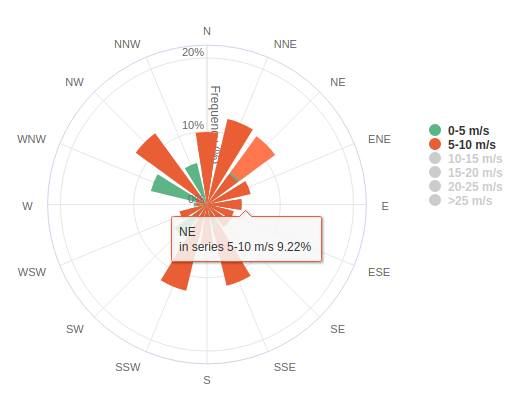 N
NNW
NNE
20%
NW
NE
Frequency
10%
0-5 m/s
5-10 m/s
10-15 m/s
15-20 m/s
20-25 m/s
>25 m/s
WNW
ENE
0%
W
E
NE
in series 5-10 m/s 9.22%
WSW
ESE
SW
SE
SSW
SSE
S